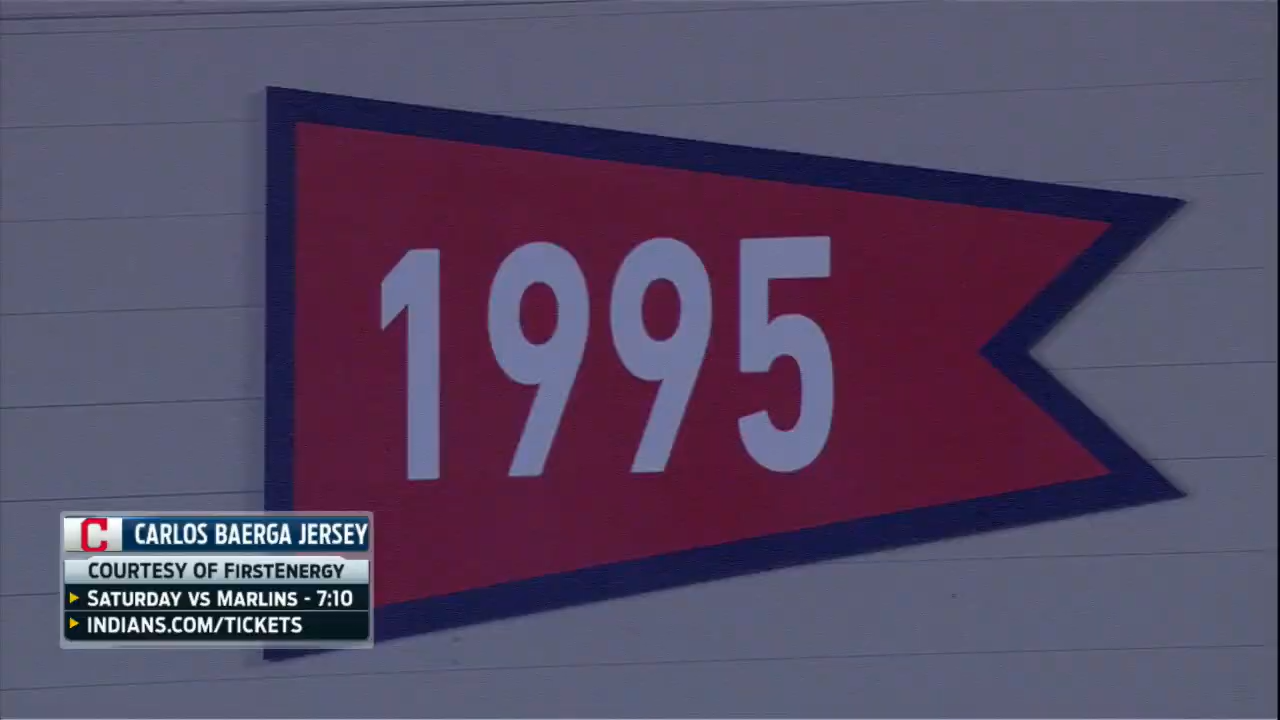 1995
C CARLOS BAERGA JERSEY
COURTESY OF FIRSTENERGY
SATURDAY VS MARLINS - 7:10
INDIANS.COM/TICKETS